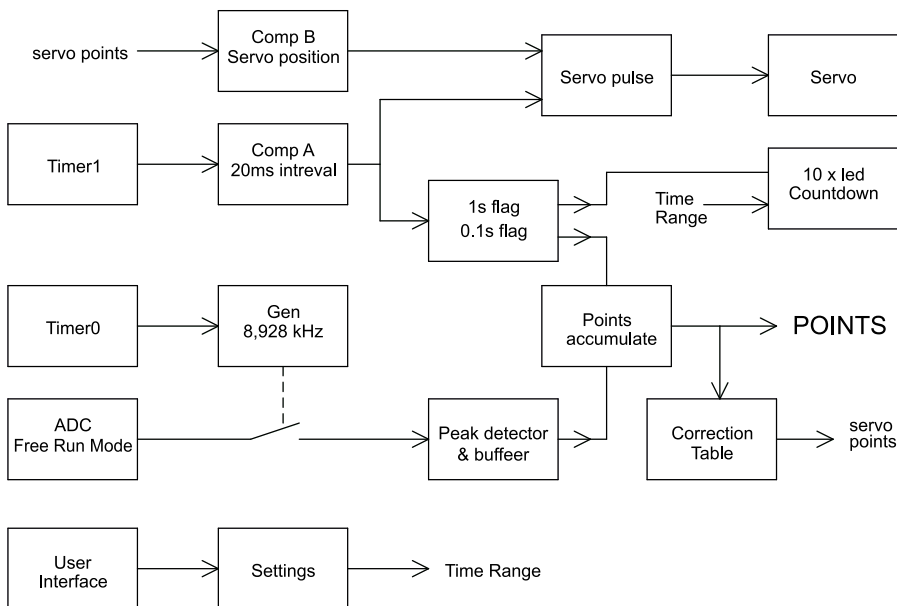 servo points
Comp B
Servo position
Servo pulse
Servo
Timer1
Comp A
20ms intreval
1s flag
0.1s flag
Time
Range
10 x led
Countdown
Timer0
Gen
8,928 kHz
Points
accumulate
POINTS
ADC
Free Run Mode
Peak detector
& buffeer
Correction
Table
servo
points
User
Interface
Settings
Time Range